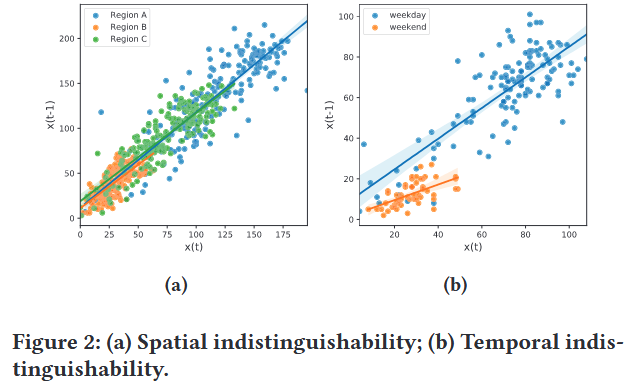 Region A
Region B
Region C
200
150
100
50
0
x(t-1)
0 25 50 75 100 125 150 175
x(t)
(a)
weekday
weekend
100
80
60
40
20
0
x(t-1)
20 40 60 80 100
x(t)
(b)
Figure 2: (a) Spatial indistinguishability; (b) Temporal indis-
tinguishability.